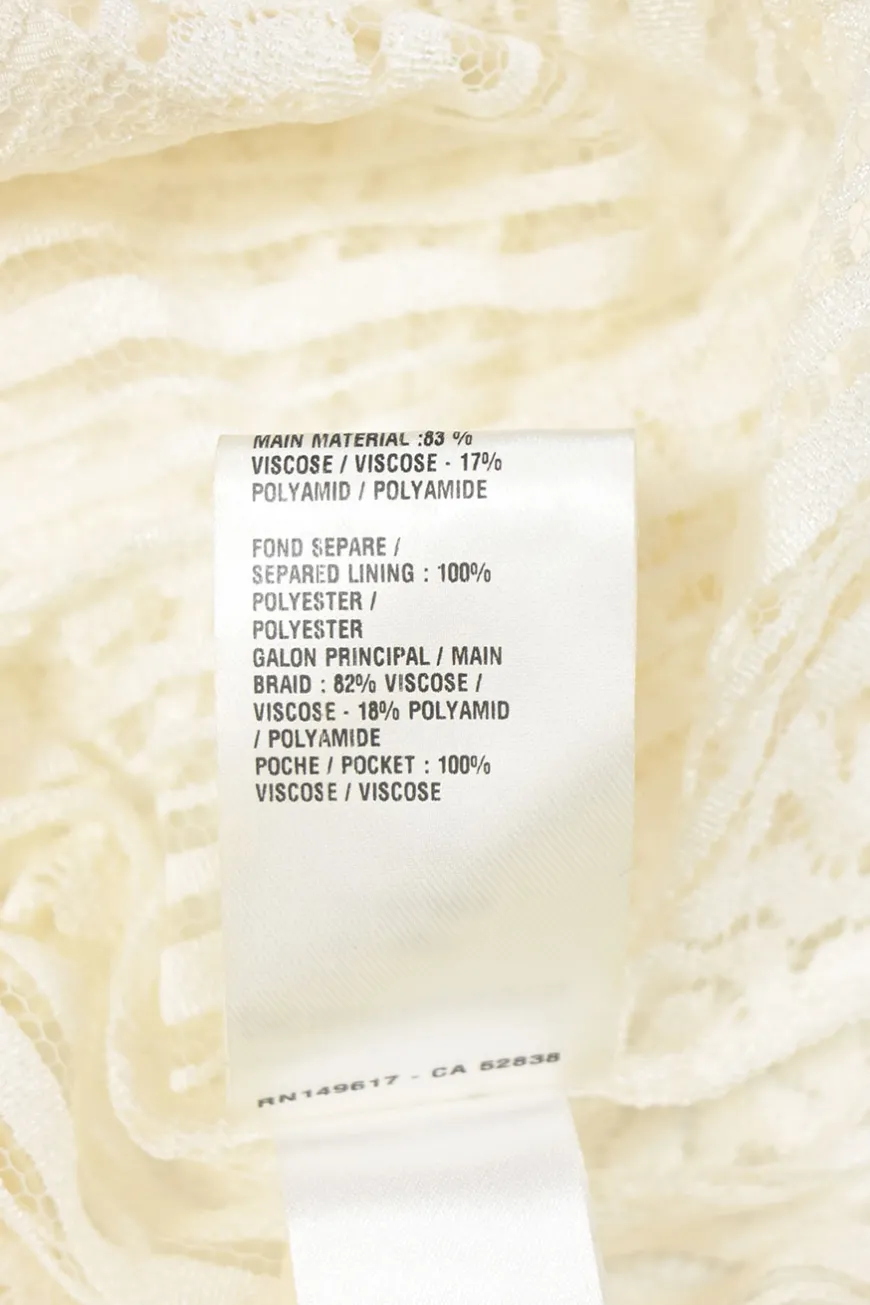 MAIN MATERIAL :83 %
VISCOSE / VISCOSE - 17%
POLYAMID / POLYAMIDE
FOND SEPARE /
SEPARED LINING : 100%
POLYESTER /
POLYESTER
GALON PRINCIPAL / MAIN
BRAID : 82% VISCOSE /
VISCOSE - 18% POLYAMID
/ POLYAMIDE
POCHE / POCKET : 100%
VISCOSE / VISCOSE
RN149617 - CA 52838